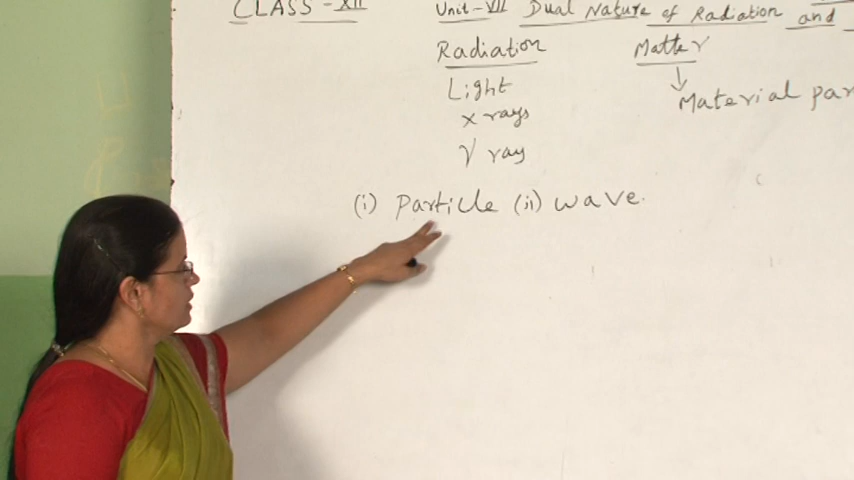 CLASS - XII Unit - VII Dual Nature of Radiation and
Radiation Matter
Light ↓
Material par
X rays
γ ray
(i) Particle (ii) wave.